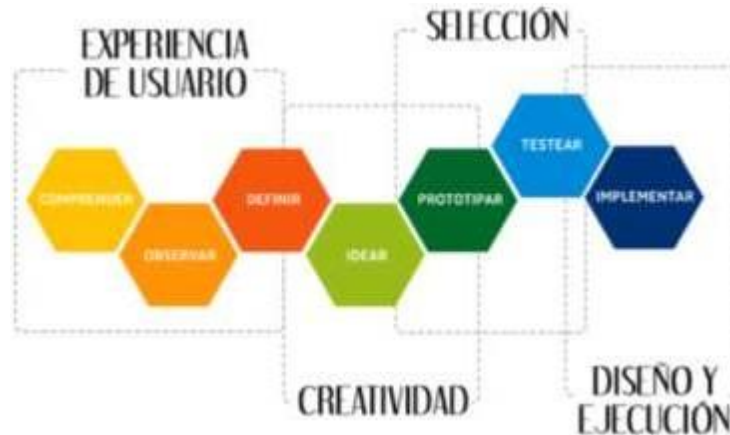 EXPERIENCIA
DE USUARIO
SELECCIÓN
COMPRENDER
OBSERVAR
DEFINIR
IDEAR
PROTOTIPAR
TESTEAR
IMPLEMENTAR
CREATIVIDAD
DISEÑO Y
EJECUCIÓN